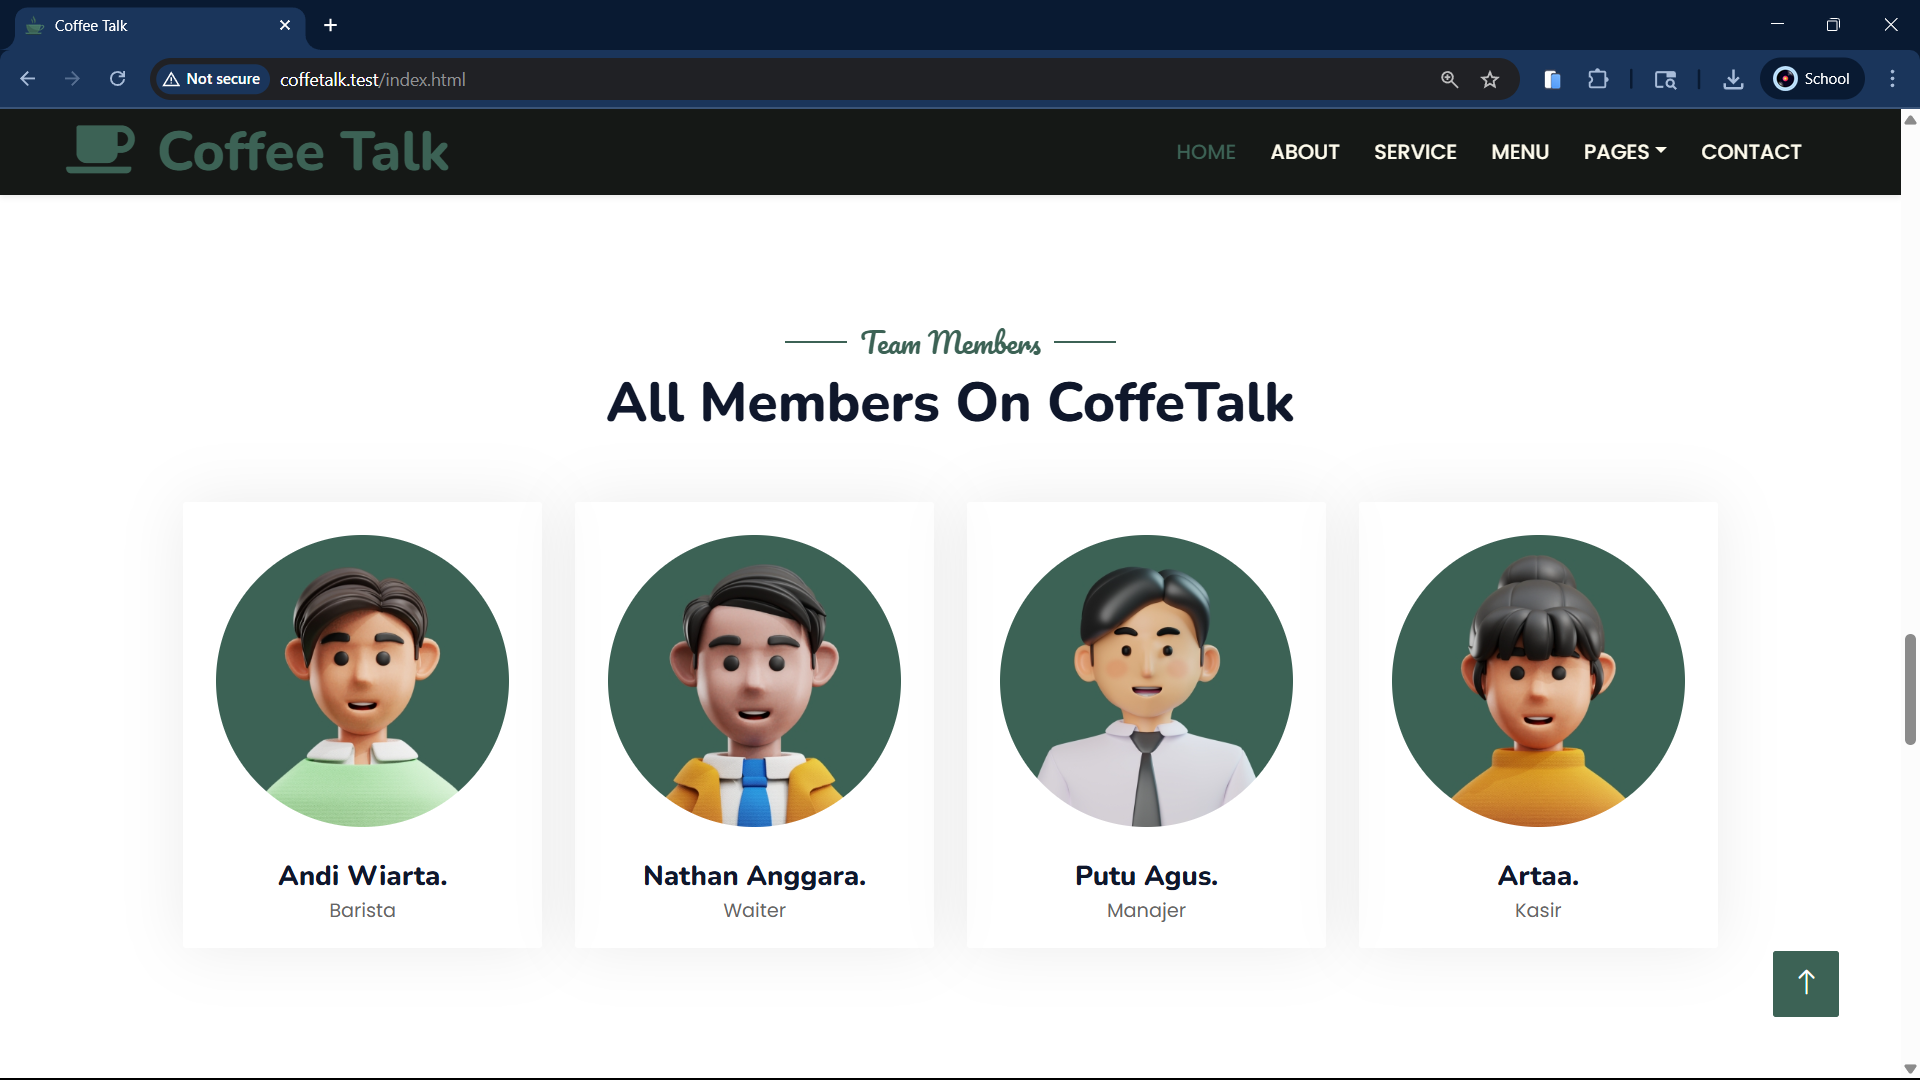 Coffee Talk
Not secure
coffetalk.test/index.html
School
Coffee Talk
HOME ABOUT SERVICE MENU PAGES CONTACT
Team Members
All Members On CoffeTalk
Andi Wiarta.
Barista
Nathan Anggara.
Waiter
Putu Agus.
Manajer
Artaa.
Kasir